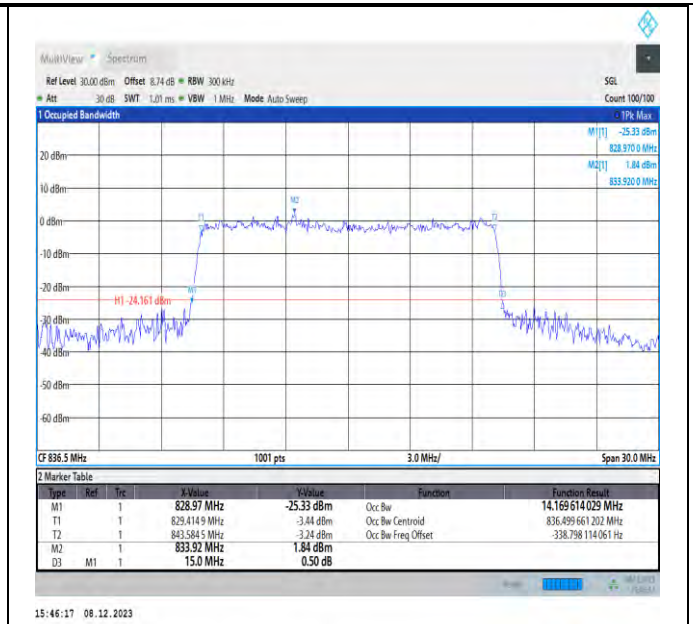 MultiView Spectrum
Ref Level 30.00 dBm Offset 8.74 dB RBW 300 kHz SGL
Att 30 dB SWT 1.01 ms VBW 1 MHz Mode Auto Sweep Count 100/100
1 Occupied Bandwidth 1Pk Max
M1[1] -25.33 dBm
828.970 0 MHz
M2[1] 1.84 dBm
833.920 0 MHz
20 dBm
10 dBm
M2
0 dBm T1 T2
-10 dBm
-20 dBm
M1 D3
H1 -24.161 dBm
-30 dBm
-40 dBm
-50 dBm
-60 dBm
CF 836.5 MHz 1001 pts 3.0 MHz/ Span 30.0 MHz
2 Marker Table
Type Ref Trc X-Value Y-Value Function Function Result
M1 1 828.97 MHz -25.33 dBm Occ Bw 14.169 614 029 MHz
T1 1 829.414 9 MHz -3.44 dBm Occ Bw Centroid 836.499 661 202 MHz
T2 1 843.584 5 MHz -3.24 dBm Occ Bw Freq Offset -338.798 114 061 Hz
M2 1 833.92 MHz 1.84 dBm
D3 M1 1 15.0 MHz 0.50 dB
15:46:17 08.12.2023